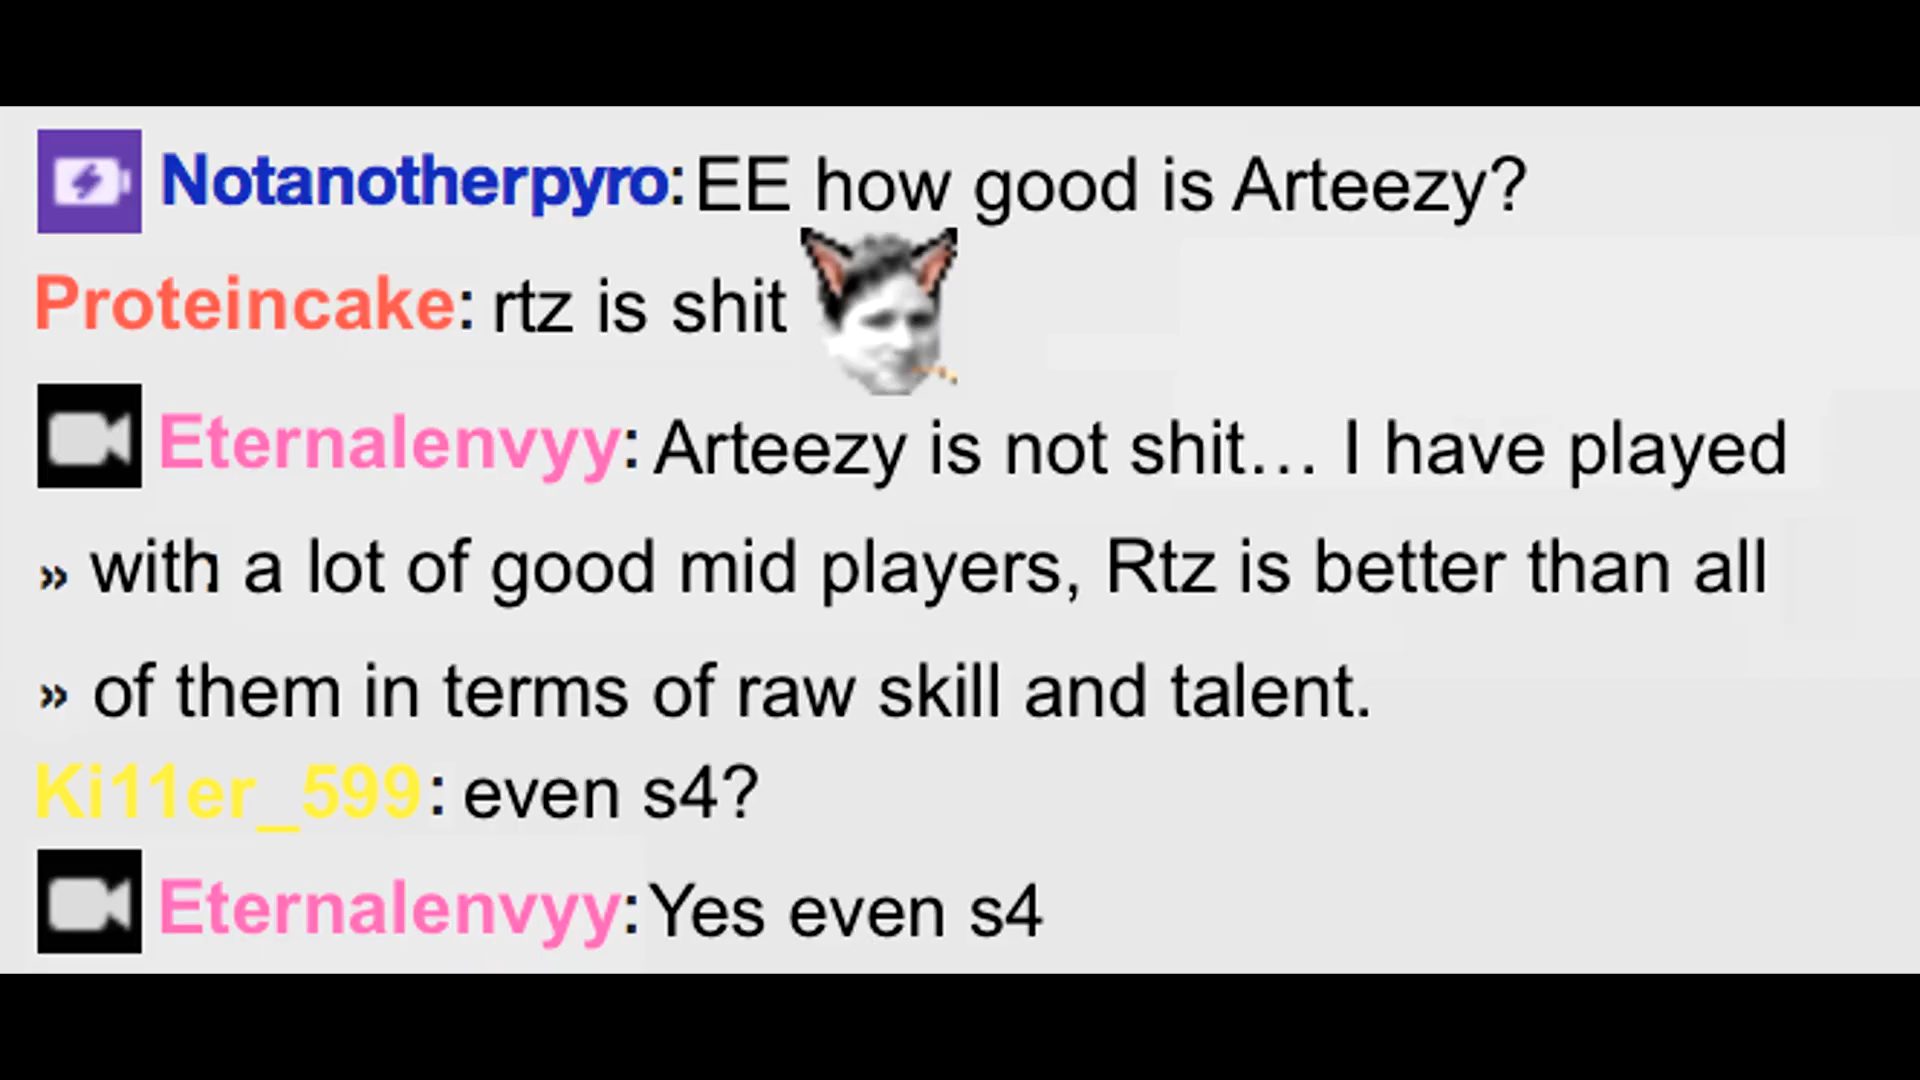 Notanotherpyro: EE how good is Arteezy?
Proteincake: rtz is shit
Eternalenvyy: Arteezy is not shit... I have played
» with a lot of good mid players, Rtz is better than all
» of them in terms of raw skill and talent.
Ki11er_599: even s4?
Eternalenvyy: Yes even s4